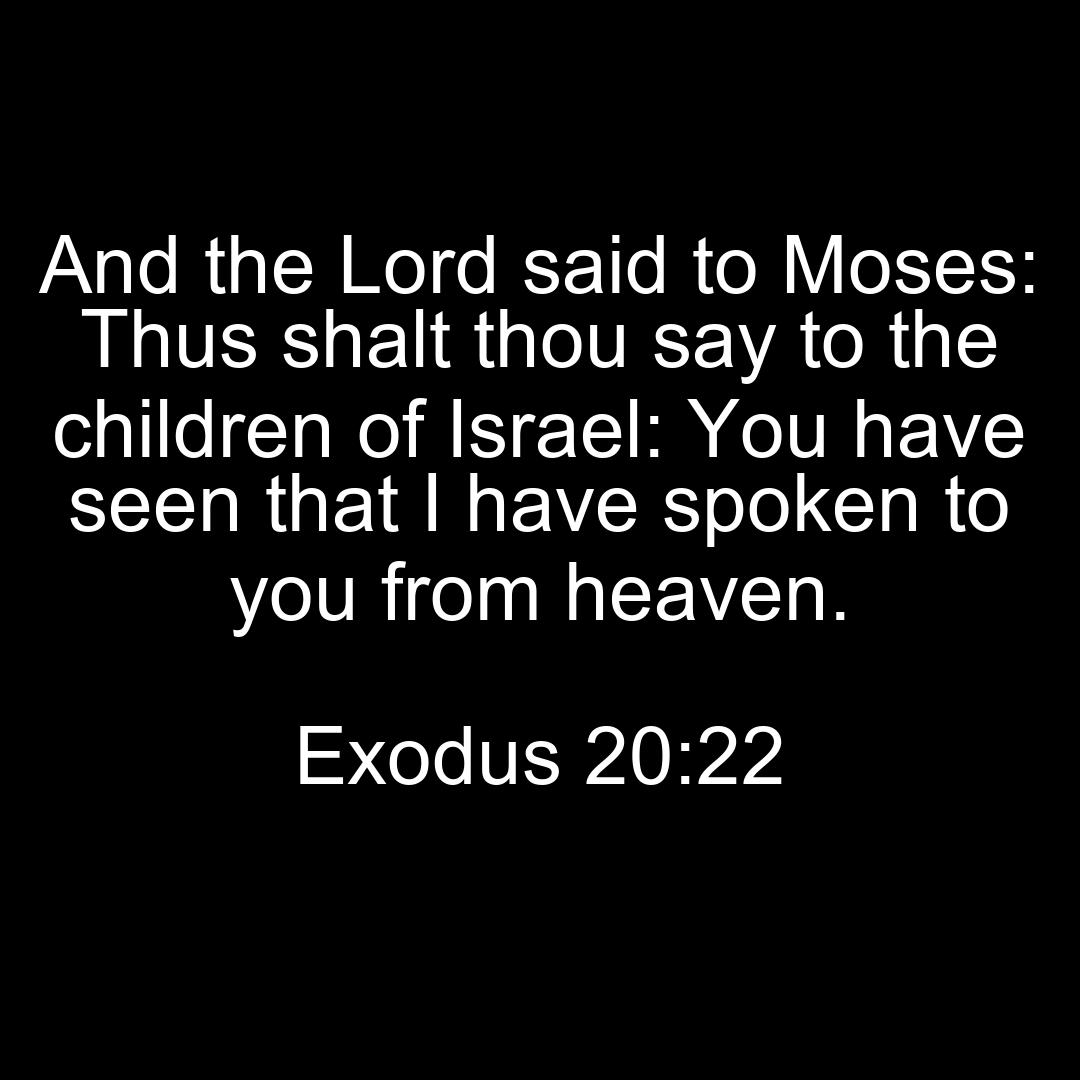 And the Lord said to Moses:
Thus shalt thou say to the
children of Israel: You have
seen that I have spoken to
you from heaven.
Exodus 20:22